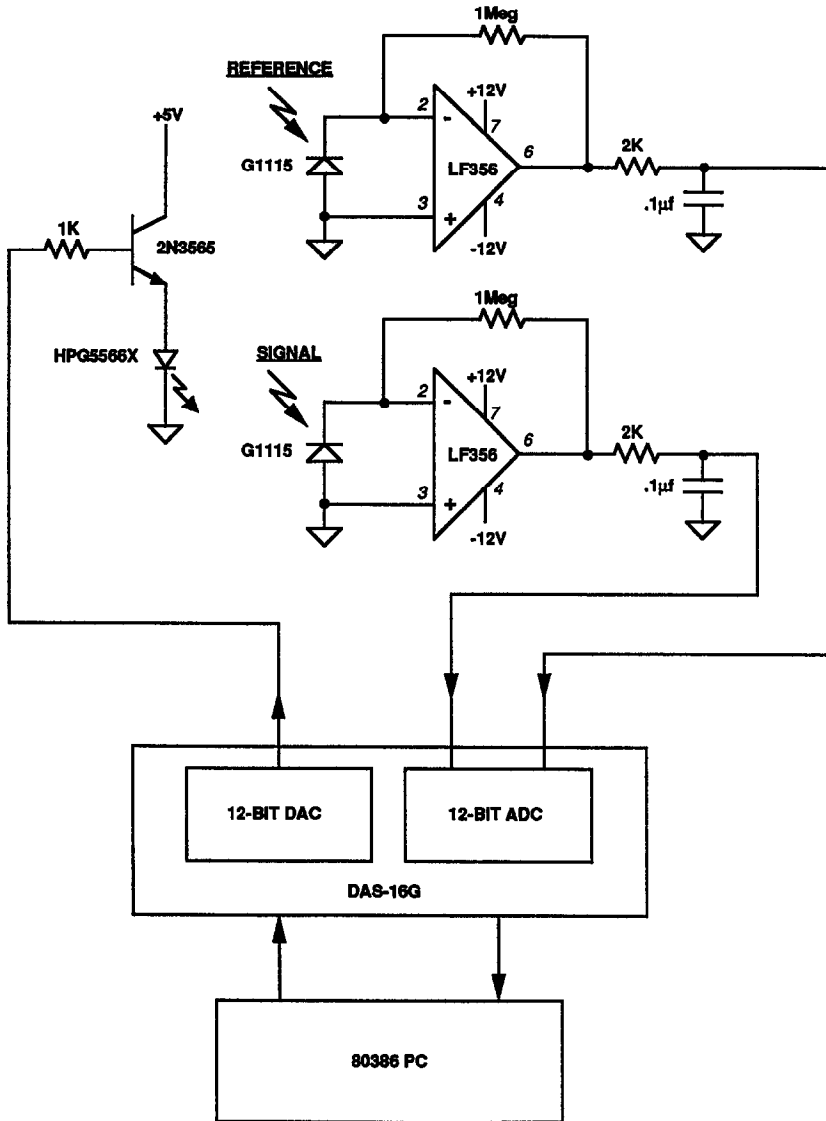 1Meg
REFERENCE
+12V
+5V
2
-
7
6
2K
G1115
LF356
.1µf
3
+
4
-12V
1K
2N3565
1Meg
HPG5566X
SIGNAL
+12V
2
-
7
6
2K
G1115
LF356
.1µf
3
+
4
-12V
12-BIT DAC
12-BIT ADC
DAS-16G
80386 PC